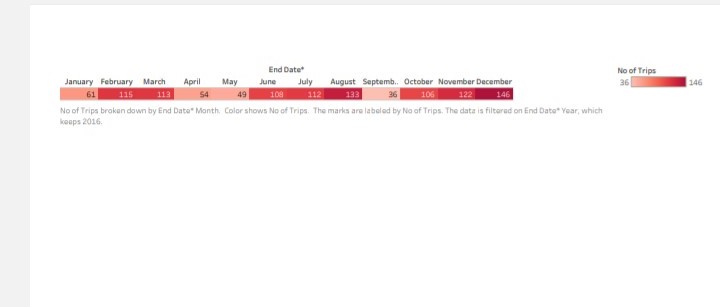 End Date*
No of Trips
January February March April May June July August Septemb.. October November December
36 146
61 115 113 54 49 108 112 133 36 106 122 146
No of Trips broken down by End Date* Month. Color shows No of Trips. The marks are labeled by No of Trips. The data is filtered on End Date* Year, which
keeps 2016.